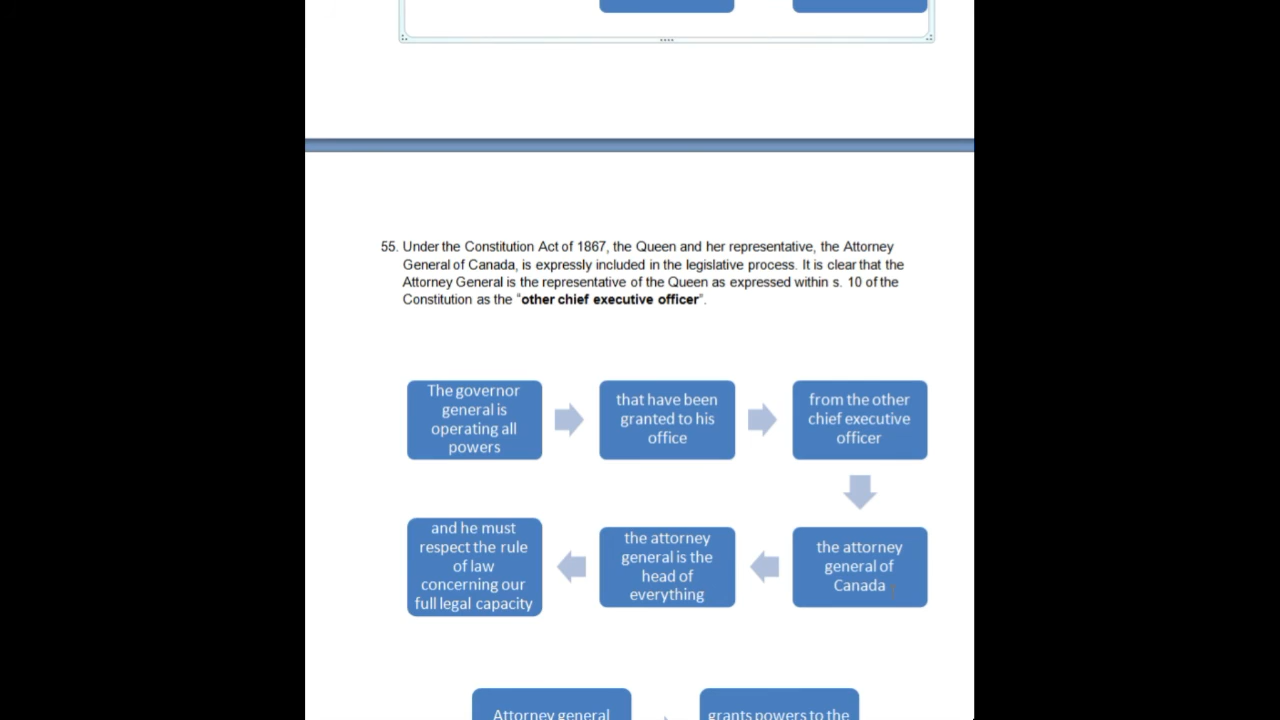 55. Under the Constitution Act of 1867, the Queen and her representative, the Attorney
General of Canada, is expressly included in the legislative process. It is clear that the
Attorney General is the representative of the Queen as expressed within s. 10 of the
Constitution as the "other chief executive officer".
The governor
general is
operating all
powers
that have been
granted to his
office
from the other
chief executive
officer
the attorney
general of
Canada
the attorney
general is the
head of
everything
and he must
respect the rule
of law
concerning our
full legal capacity
Attorney general
grants powers to the